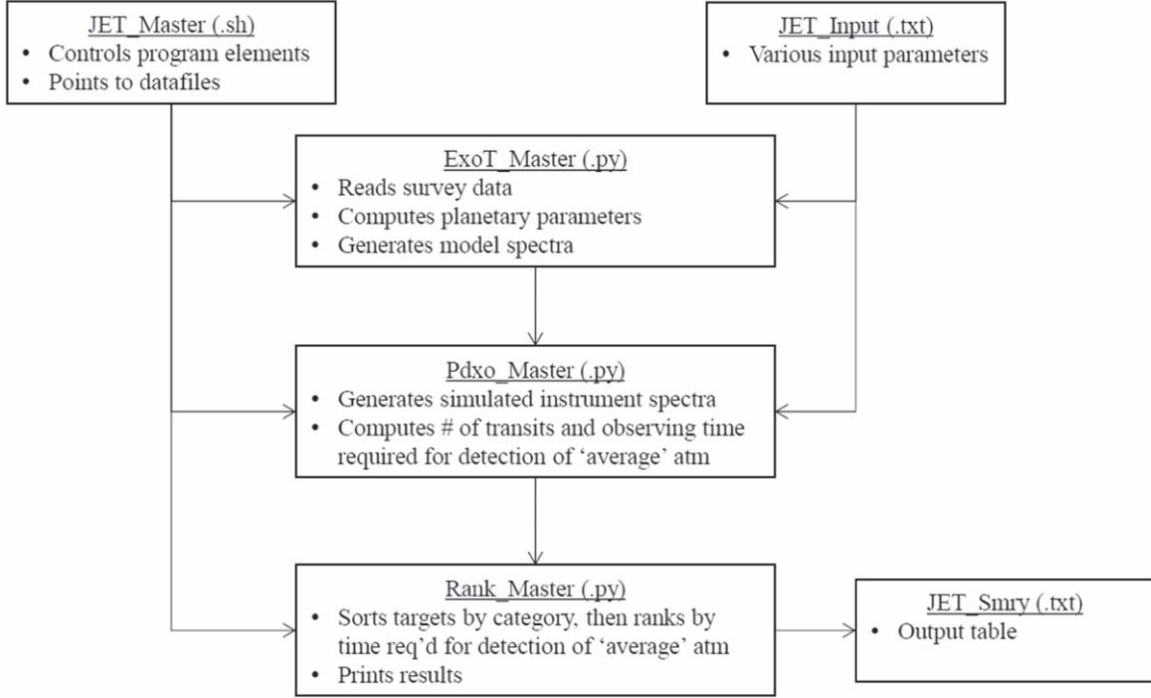 JET_Master (.sh)
• Controls program elements
• Points to datafiles
JET_Input (.txt)
• Various input parameters
ExoT_Master (.py)
• Reads survey data
• Computes planetary parameters
• Generates model spectra
Pdxo_Master (.py)
• Generates simulated instrument spectra
• Computes # of transits and observing time
required for detection of ‘average’ atm
Rank_Master (.py)
• Sorts targets by category, then ranks by
time req’d for detection of ‘average’ atm
• Prints results
JET_Smry (.txt)
• Output table